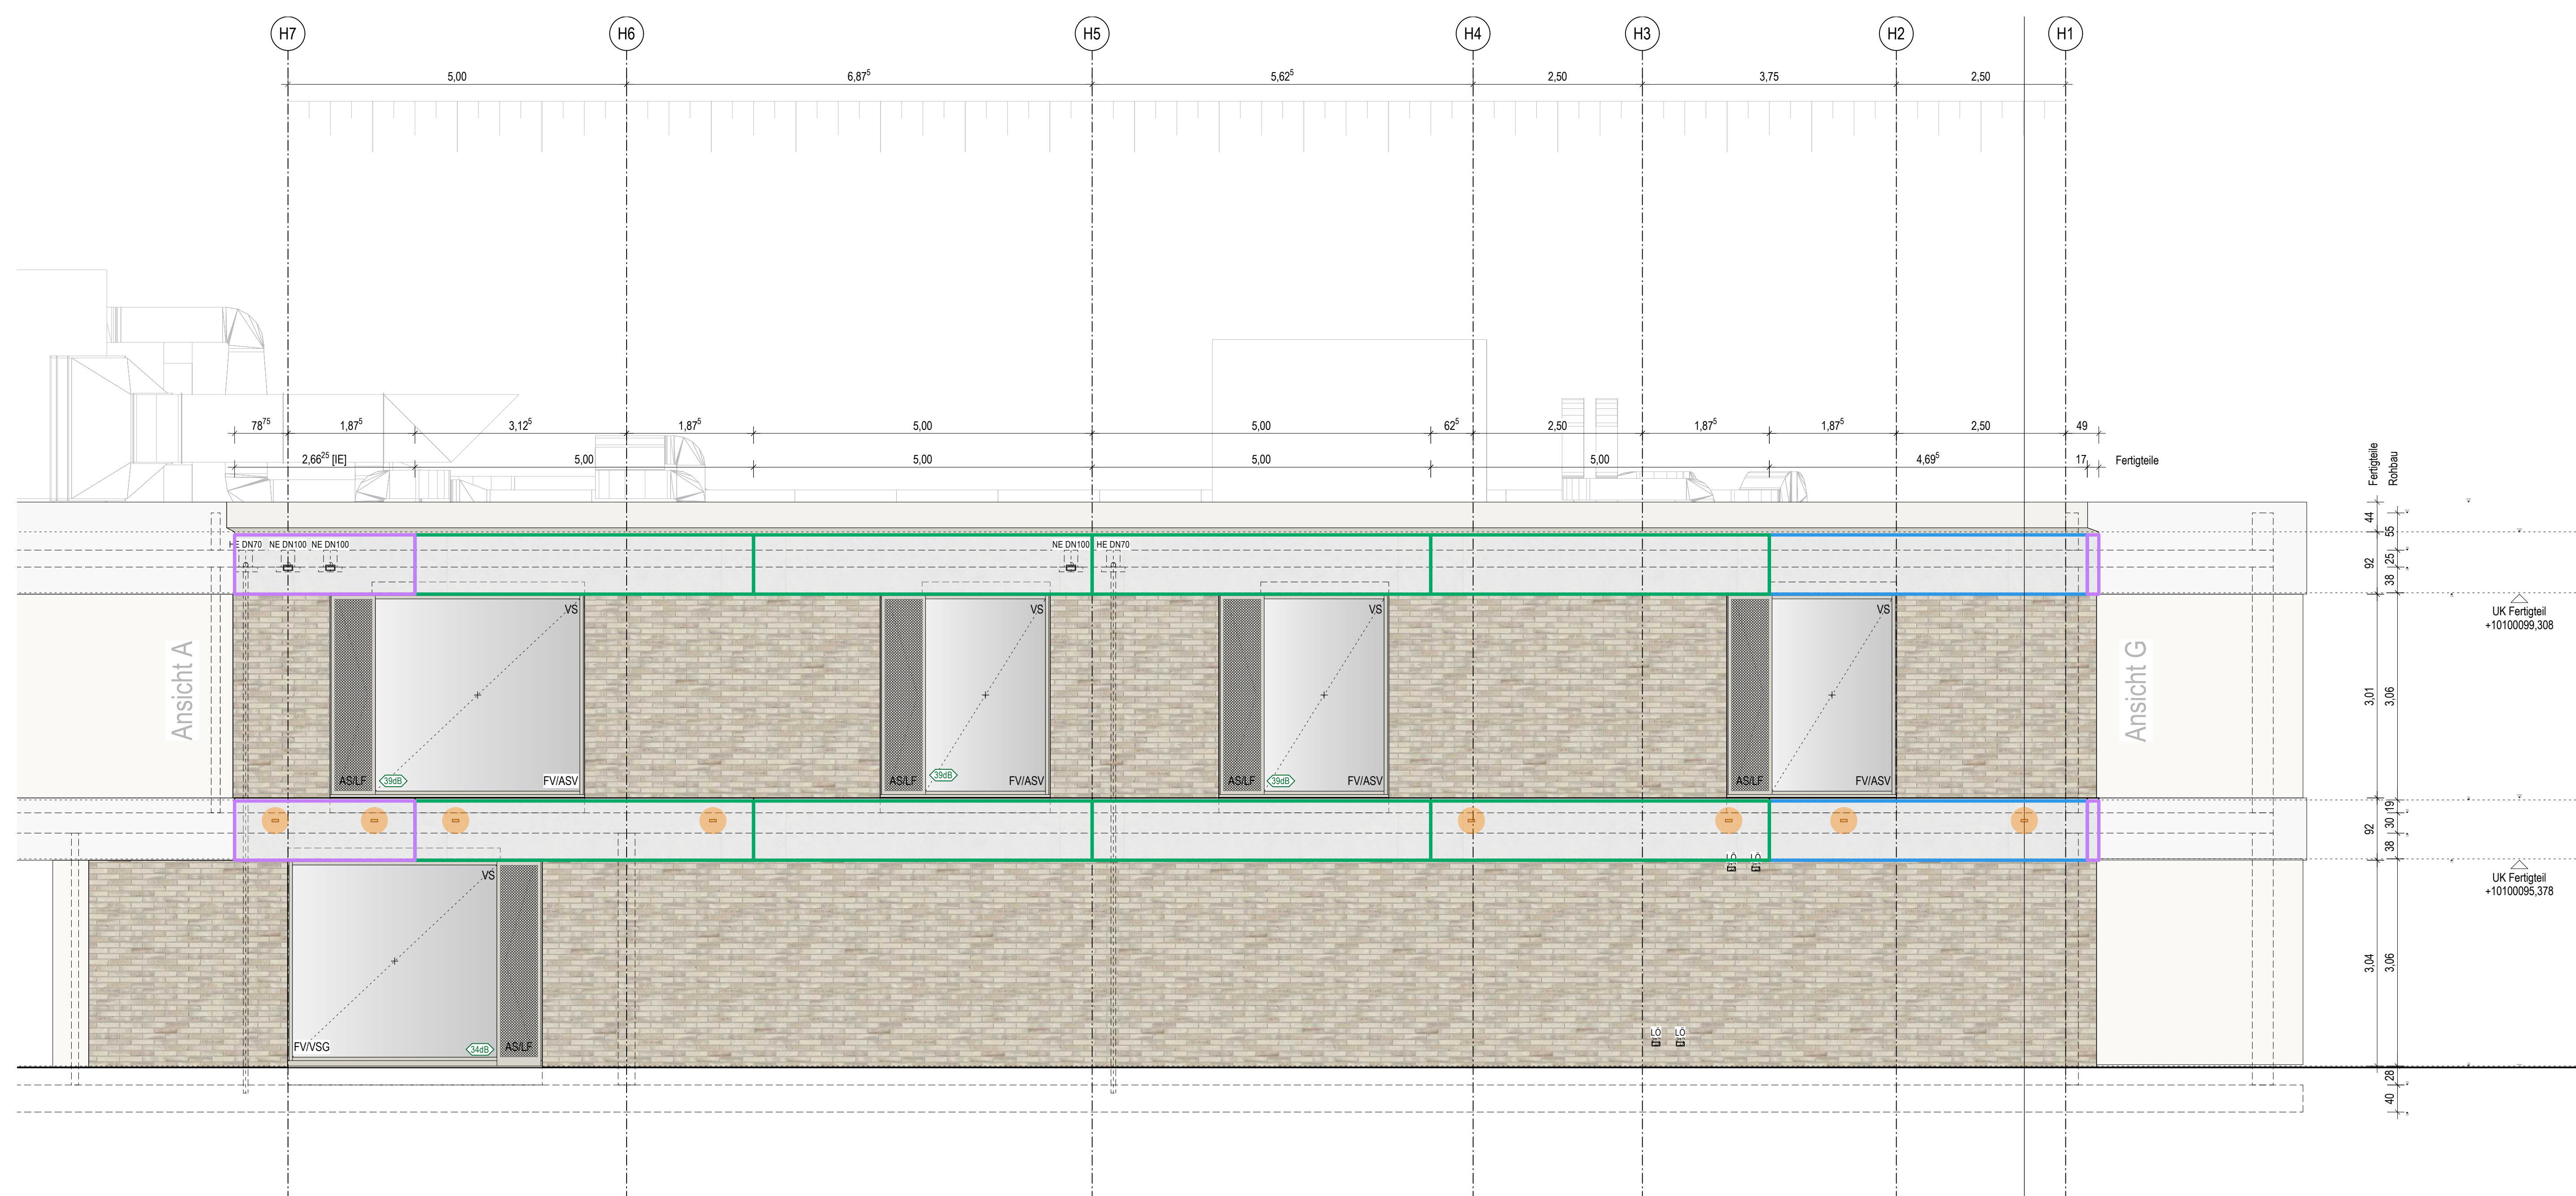 H7 H6 H5 H4 H3 H2 H1
5,00 6,87⁵ 5,62⁵ 2,50 3,75 2,50
78⁷⁵ 1,87⁵ 3,12⁵ 1,87⁵ 5,00 5,00 62⁵ 2,50 1,87⁵ 1,87⁵ 2,50 49
2,66²⁵ [IE] 5,00 5,00 5,00 5,00 4,69⁵ 17 Fertigteile
Fertigteile
Rohbau
44 55
HE DN70 NE DN100 NE DN100 NE DN100 HE DN70
92 25
38
VS VS VS VS
UK Fertigteil
+10100099,308
Ansicht A
Ansicht G
3,01 3,06
AS/LF 39dB FV/ASV AS/LF 39dB FV/ASV AS/LF 39dB FV/ASV AS/LF FV/ASV
19
92 30
38
LÖ LÖ
VS
UK Fertigteil
+10100095,378
3,04 3,06
LÖ LÖ
FV/VSG 34dB AS/LF
28
40